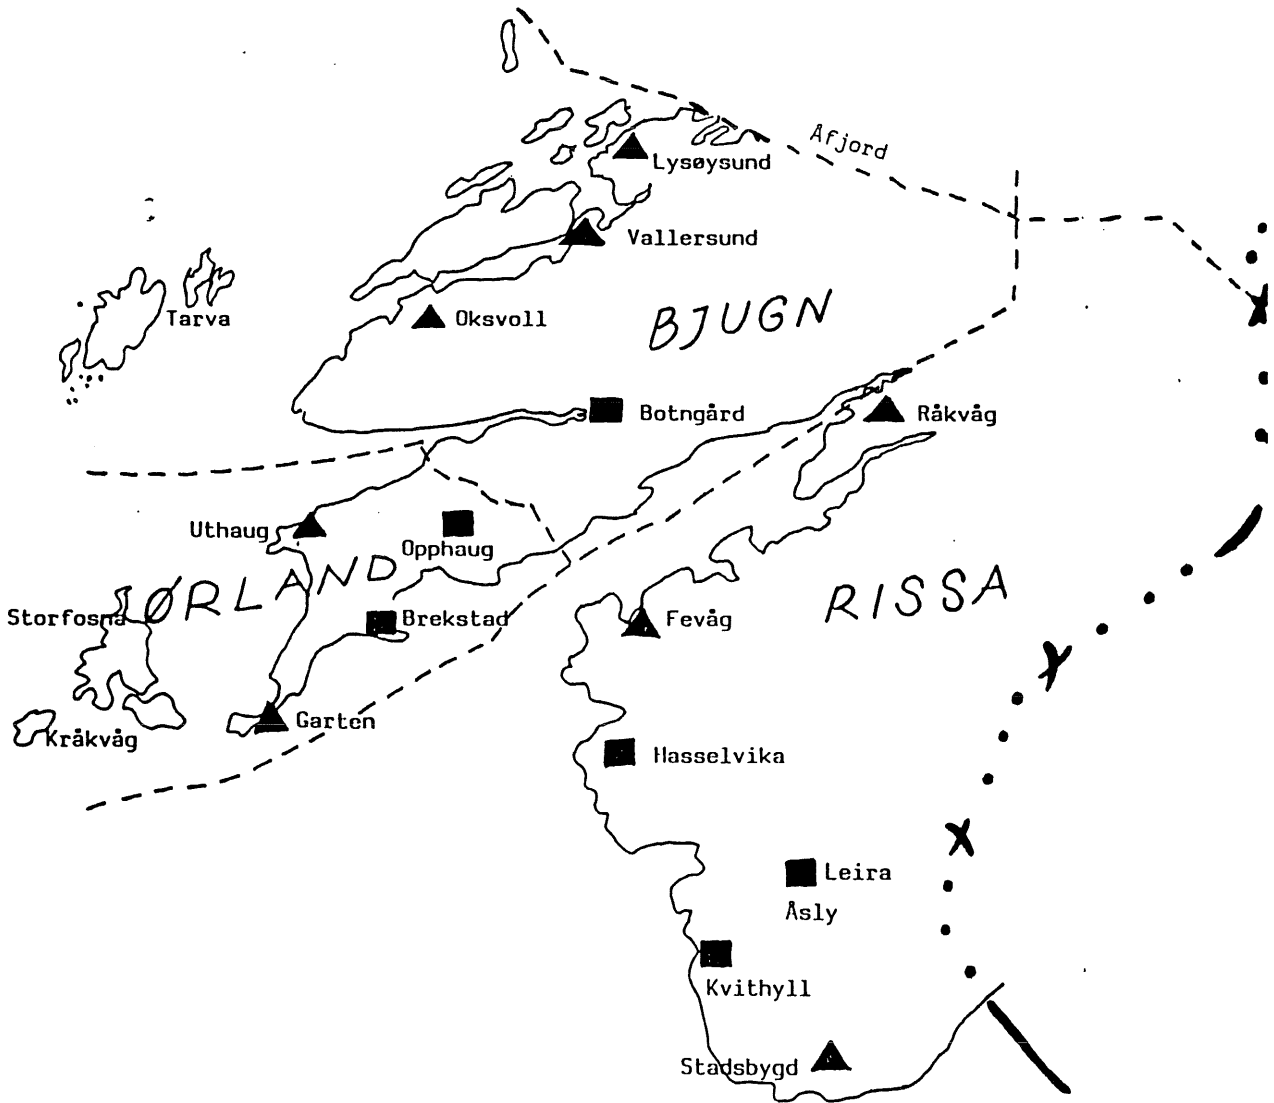 Åfjord
Lysøysund
Vallersund
Tarva
Oksvoll
BJUGN
Botngård
Råkvåg
Uthaug
Opphaug
ØRLAND
Storfosna
Brekstad
Fevåg
RISSA
Garten
Kråkvåg
Hasselvika
Leira
Åsly
Kvithyll
Stadsbygd